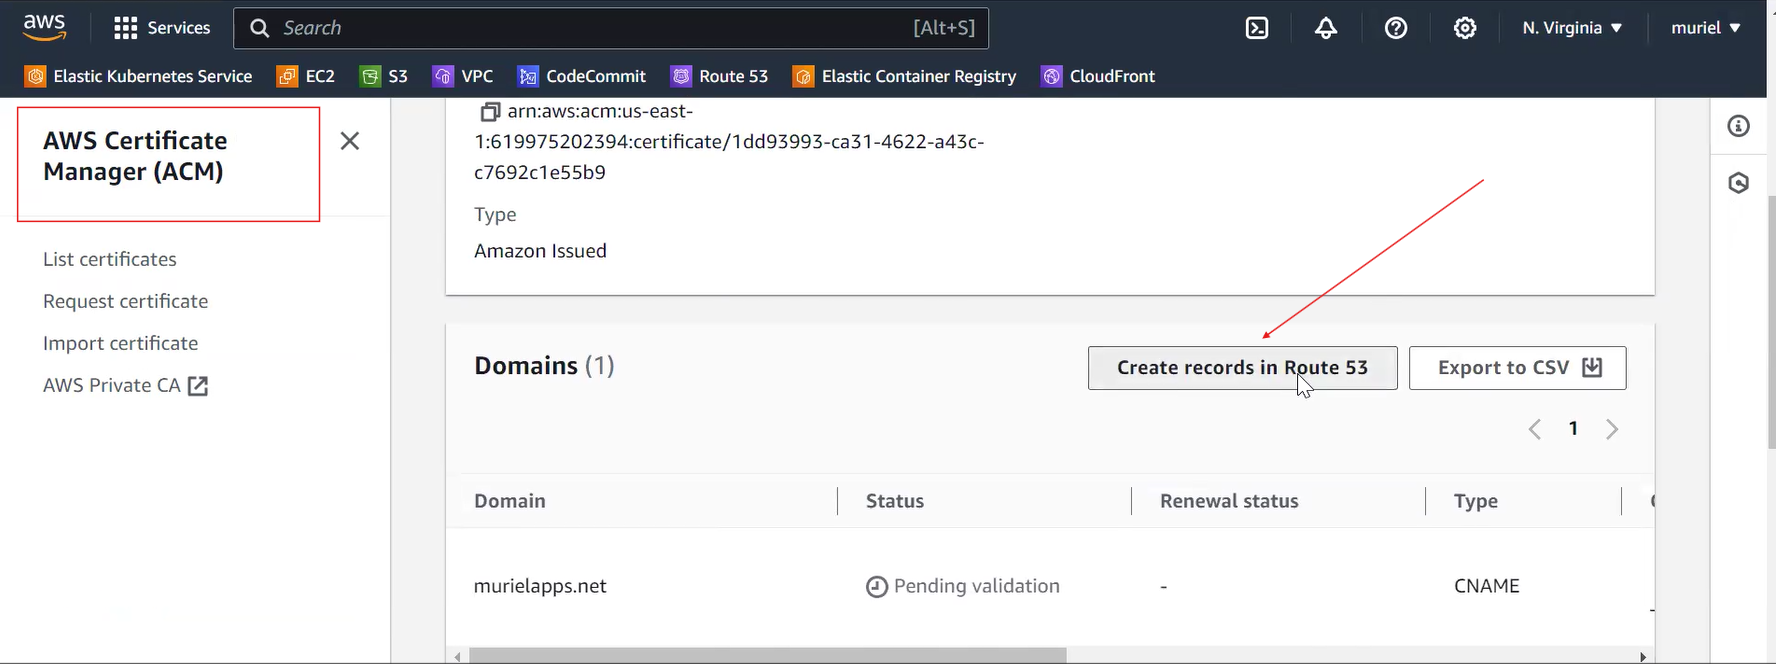 aws
Services
Search
[Alt+S]
N. Virginia
muriel
Elastic Kubernetes Service
EC2
S3
VPC
CodeCommit
Route 53
Elastic Container Registry
CloudFront
AWS Certificate
Manager (ACM)
List certificates
Request certificate
Import certificate
AWS Private CA
arn:aws:acm:us-east-
1:619975202394:certificate/1dd93993-ca31-4622-a43c-
c7692c1e55b9
Type
Amazon Issued
Domains (1)
Create records in Route 53
Export to CSV
1
Domain
Status
Renewal status
Type
murielapps.net
Pending validation
-
CNAME